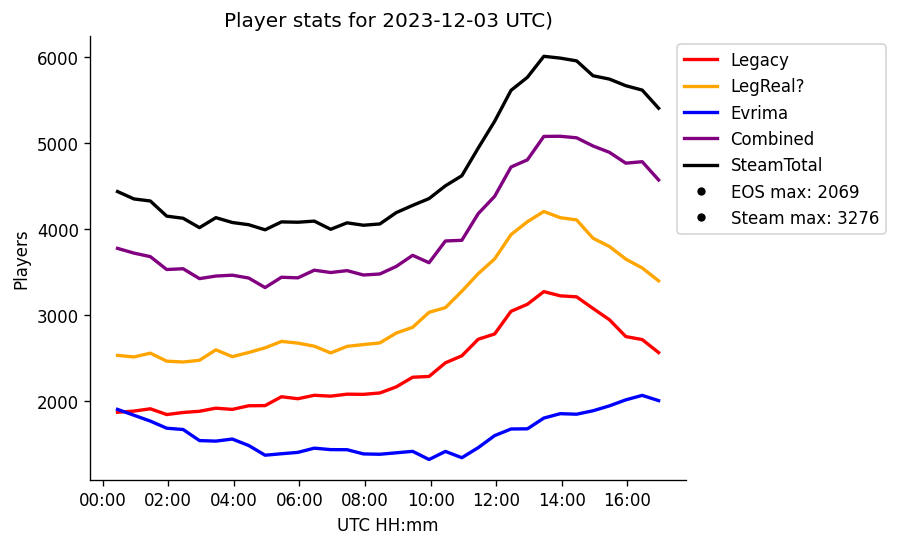 Player stats for 2023-12-03 UTC)
Players
6000
5000
4000
3000
2000
00:00 02:00 04:00 06:00 08:00 10:00 12:00 14:00 16:00
UTC HH:mm
Legacy
LegReal?
Evrima
Combined
SteamTotal
EOS max: 2069
Steam max: 3276